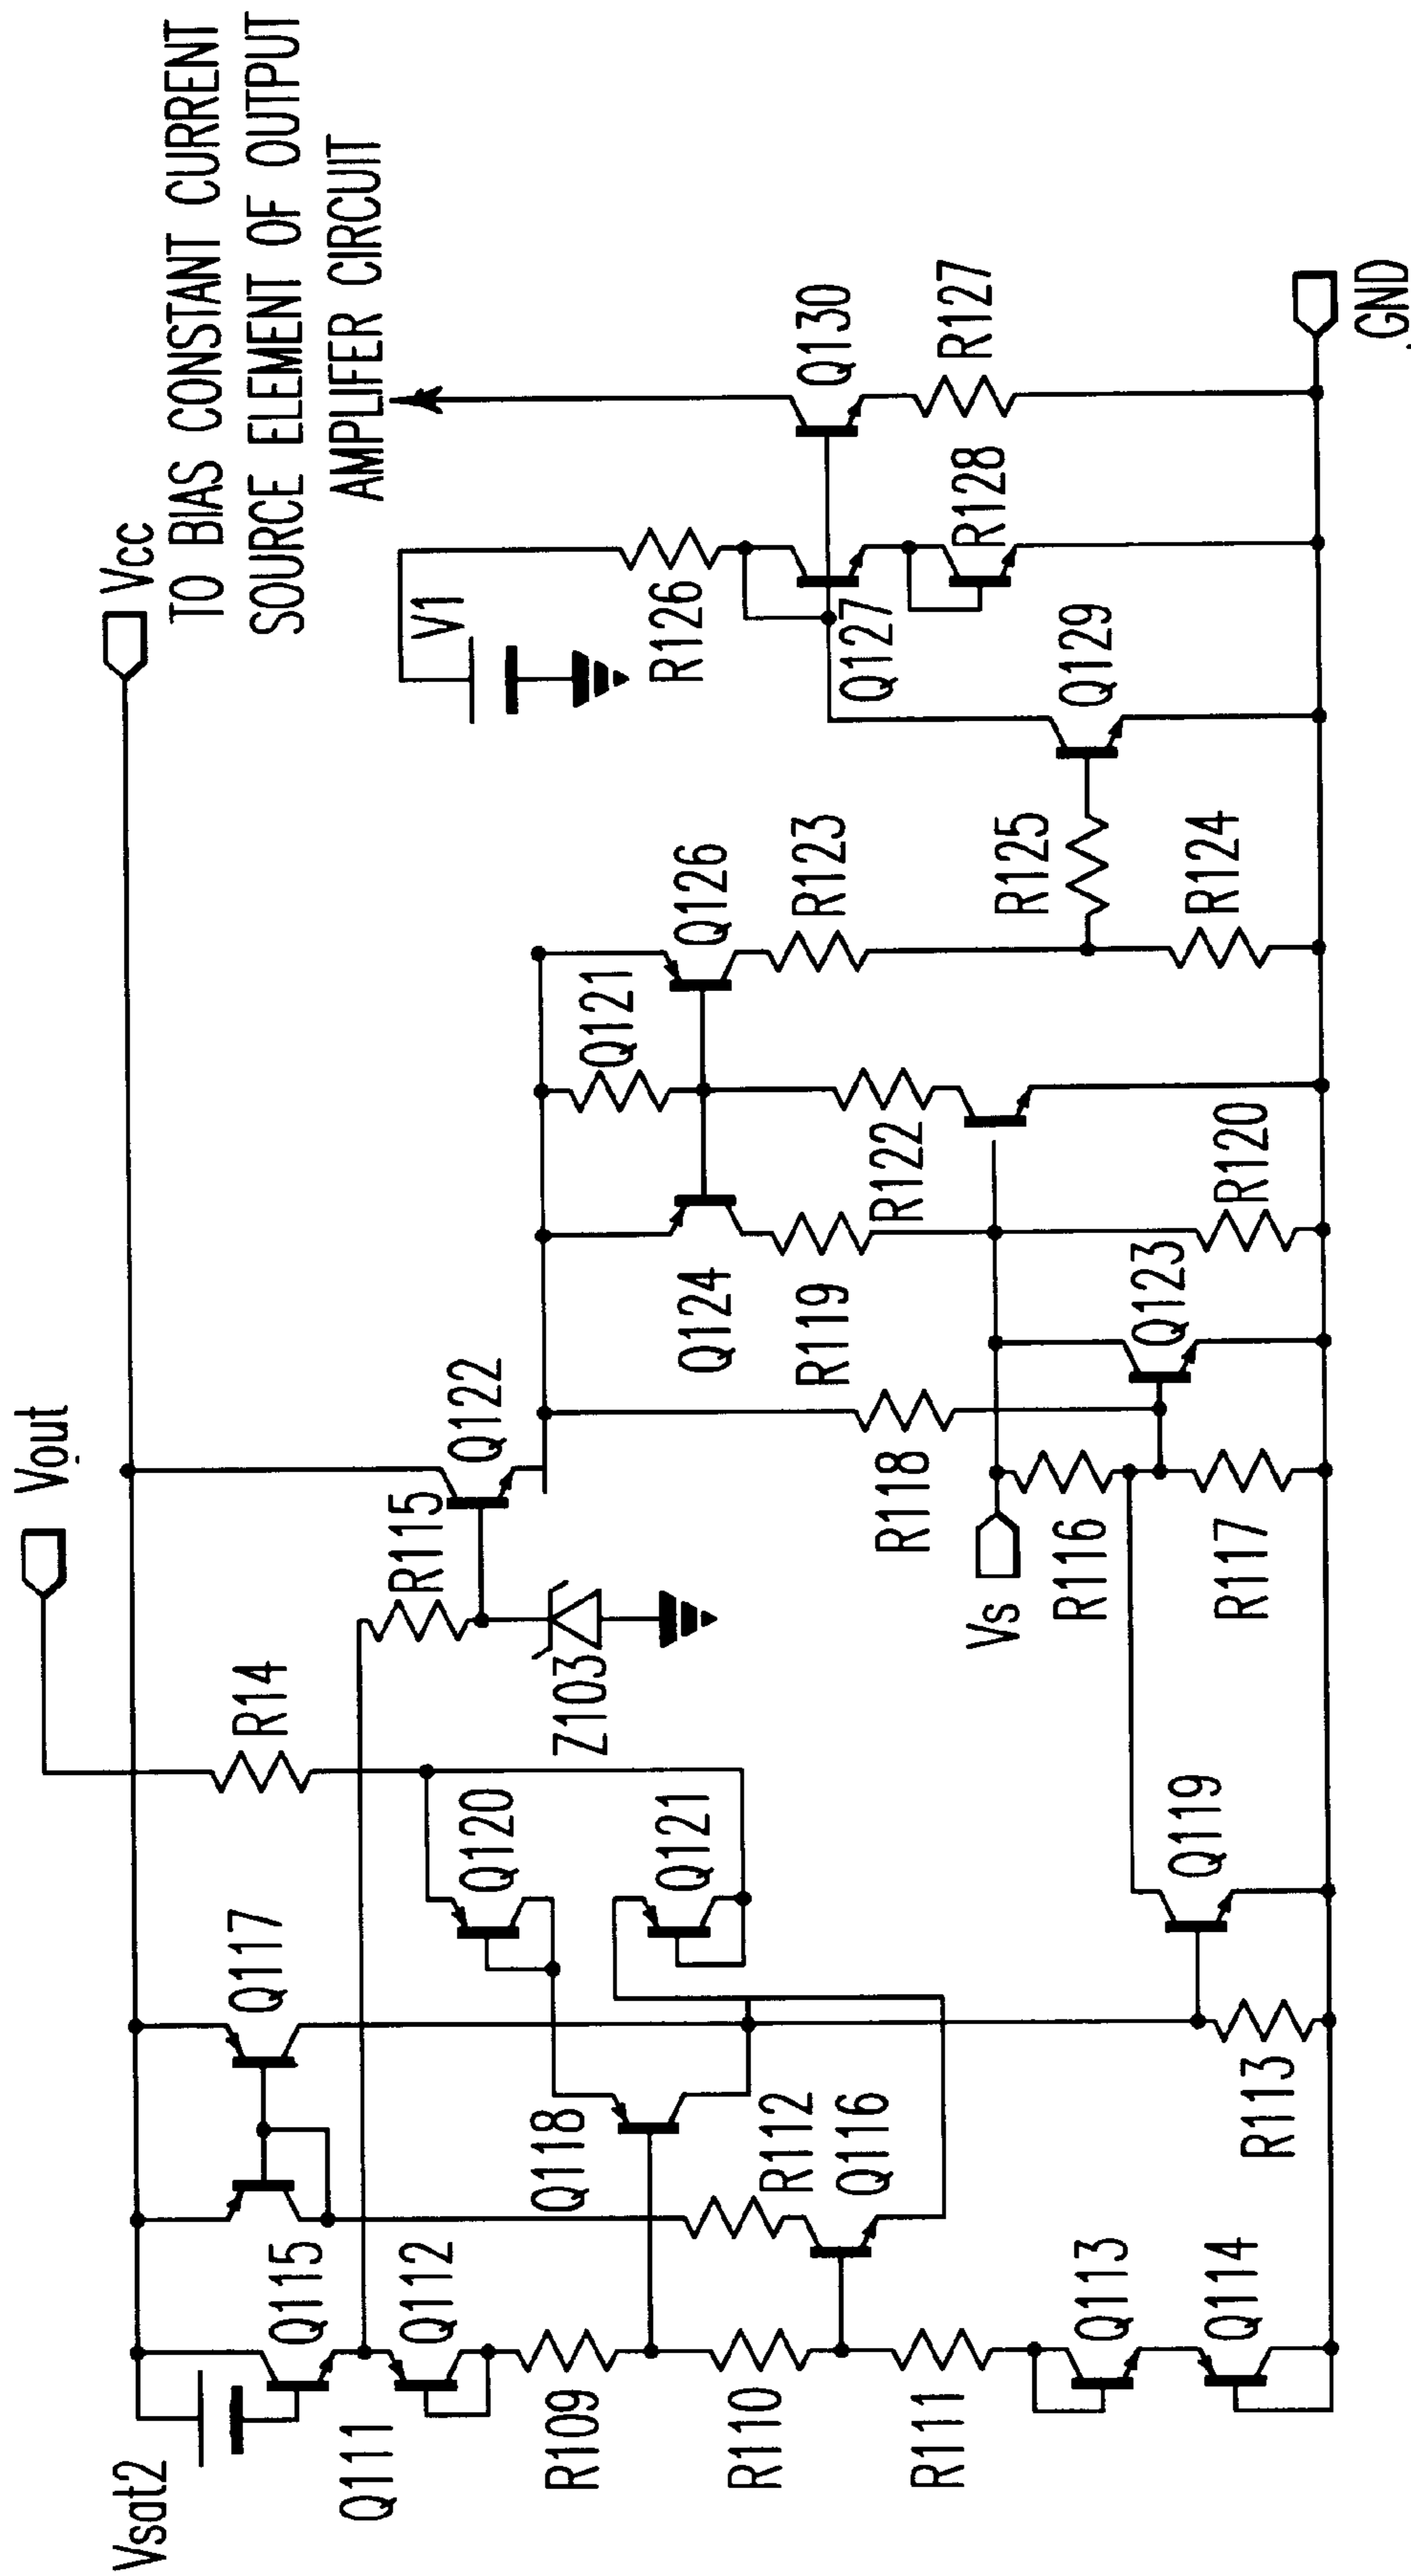 Vout
Vcc
TO BIAS CONSTANT CURRENT
SOURCE ELEMENT OF OUTPUT
AMPLIFER CIRCUIT
Vsat2
Q111
Q115
Q112
R109
R110
R111
Q113
Q114
Q117
Q118
R112
Q116
R113
Q119
Q120
Q121
R14
R115
Z103
Q122
Vs
R116
R117
R118
Q123
Q124
R119
R120
R122
Q121
Q126
R123
R125
R124
Q129
V1
R126
Q127
R128
Q130
R127
GND